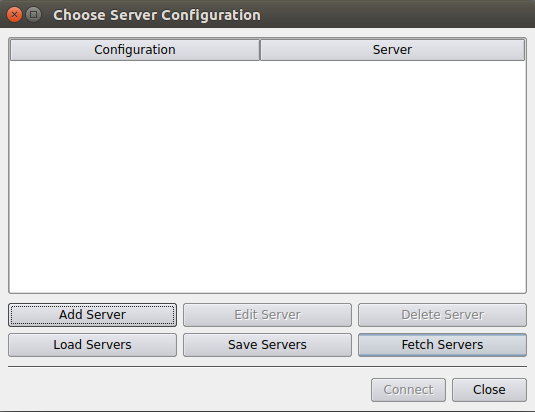 Choose Server Configuration
Configuration Server
Add Server Edit Server Delete Server
Load Servers Save Servers Fetch Servers
Connect Close